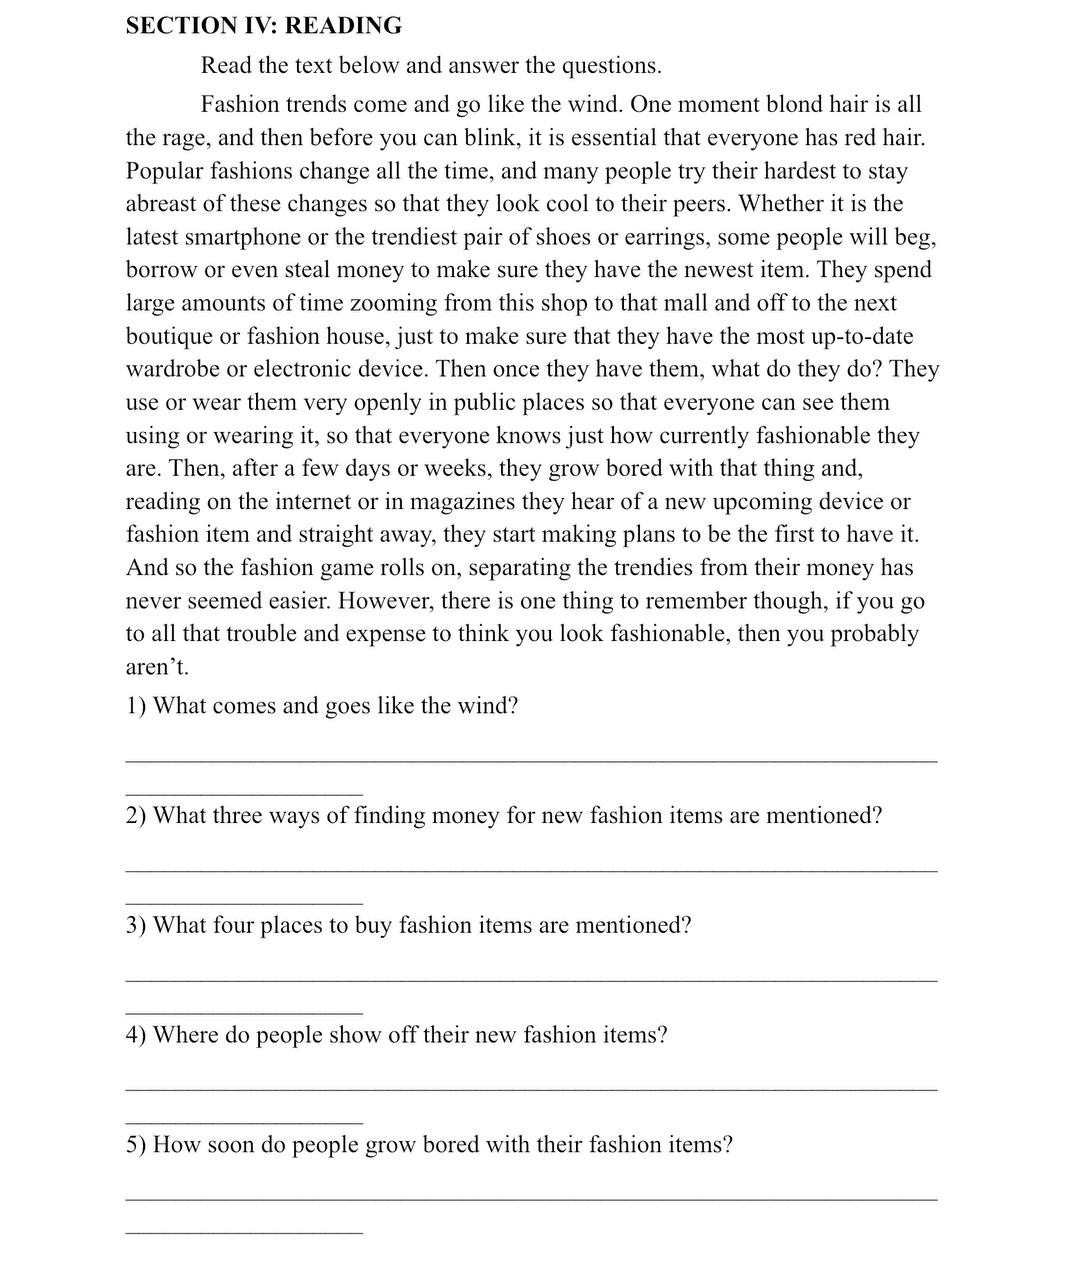 SECTION IV: READING
Read the text below and answer the questions.
Fashion trends come and go like the wind. One moment blond hair is all
the rage, and then before you can blink, it is essential that everyone has red hair.
Popular fashions change all the time, and many people try their hardest to stay
abreast of these changes so that they look cool to their peers. Whether it is the
latest smartphone or the trendiest pair of shoes or earrings, some people will beg,
borrow or even steal money to make sure they have the newest item. They spend
large amounts of time zooming from this shop to that mall and off to the next
boutique or fashion house, just to make sure that they have the most up-to-date
wardrobe or electronic device. Then once they have them, what do they do? They
use or wear them very openly in public places so that everyone can see them
using or wearing it, so that everyone knows just how currently fashionable they
are. Then, after a few days or weeks, they grow bored with that thing and,
reading on the internet or in magazines they hear of a new upcoming device or
fashion item and straight away, they start making plans to be the first to have it.
And so the fashion game rolls on, separating the trendies from their money has
never seemed easier. However, there is one thing to remember though, if you go
to all that trouble and expense to think you look fashionable, then you probably
aren’t.
1) What comes and goes like the wind?
2) What three ways of finding money for new fashion items are mentioned?
3) What four places to buy fashion items are mentioned?
4) Where do people show off their new fashion items?
5) How soon do people grow bored with their fashion items?